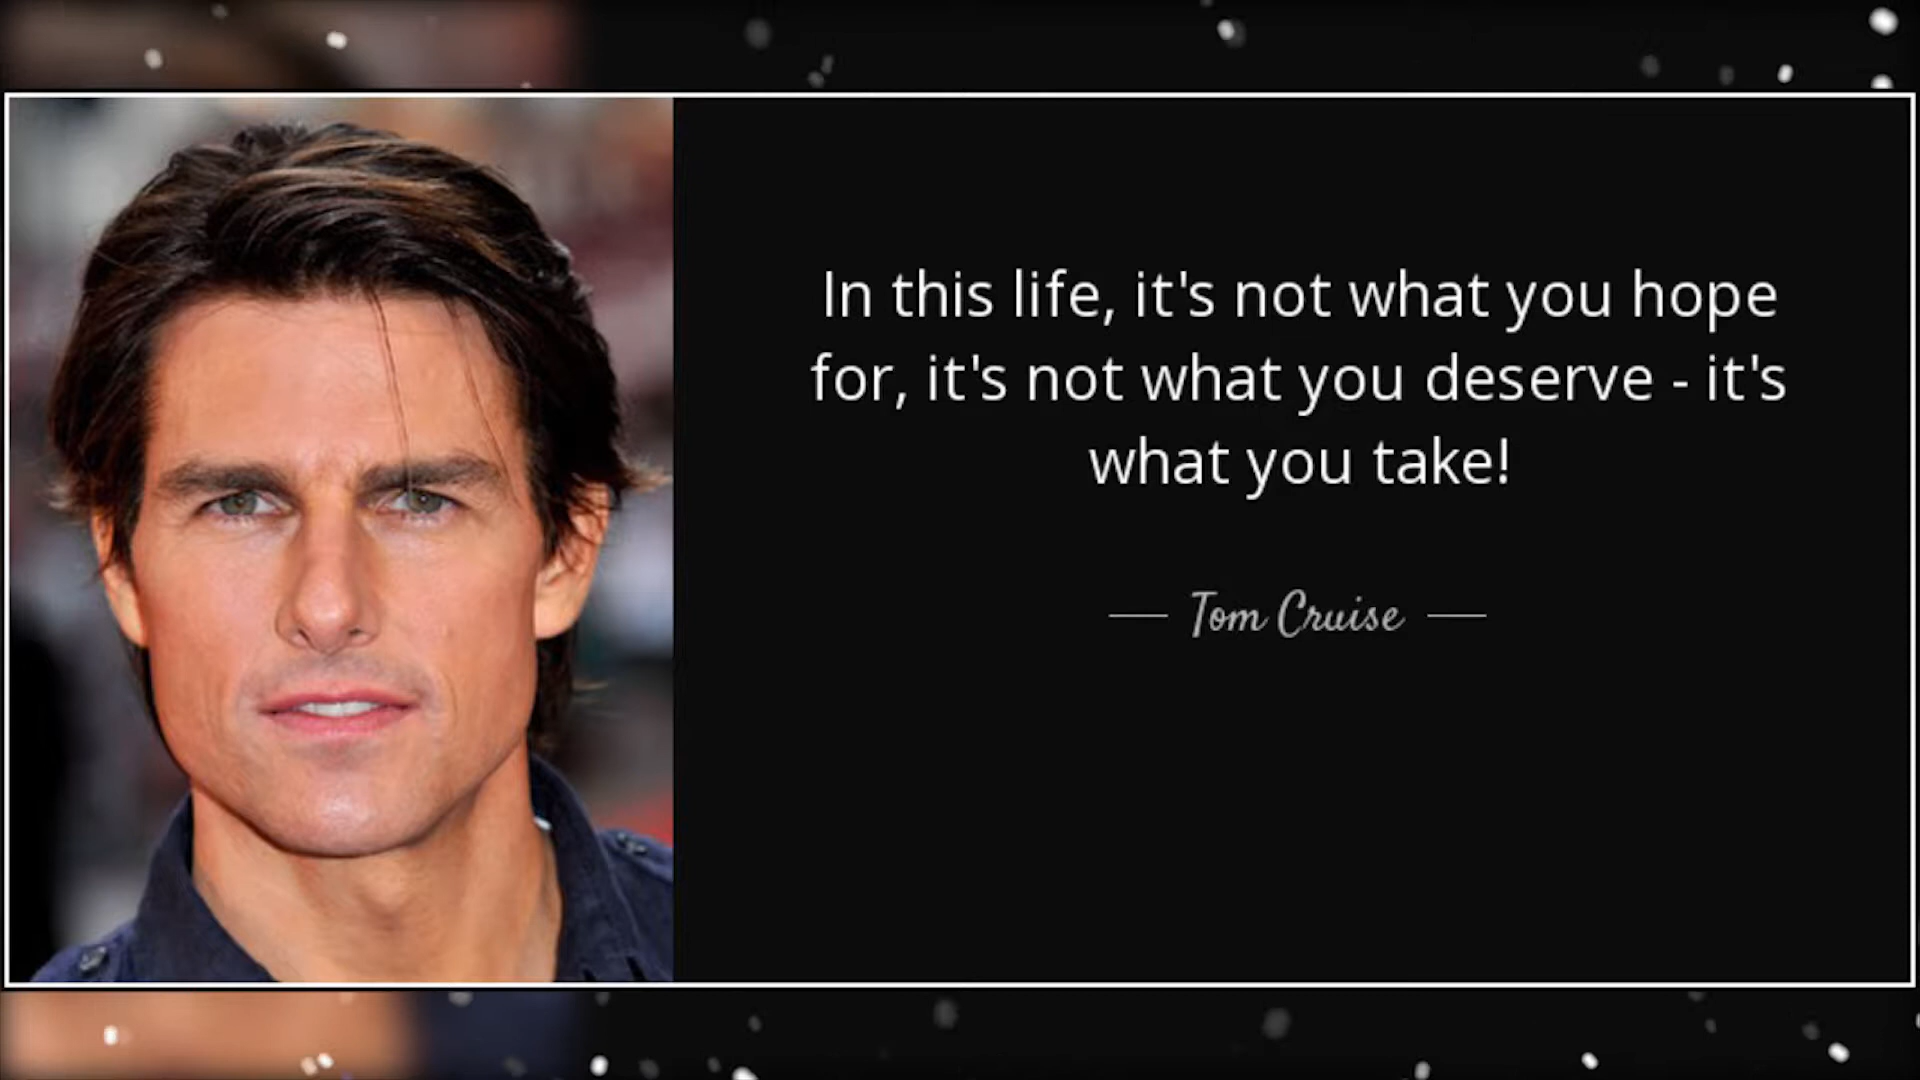 In this life, it's not what you hope
for, it's not what you deserve - it's
what you take!
Tom Cruise